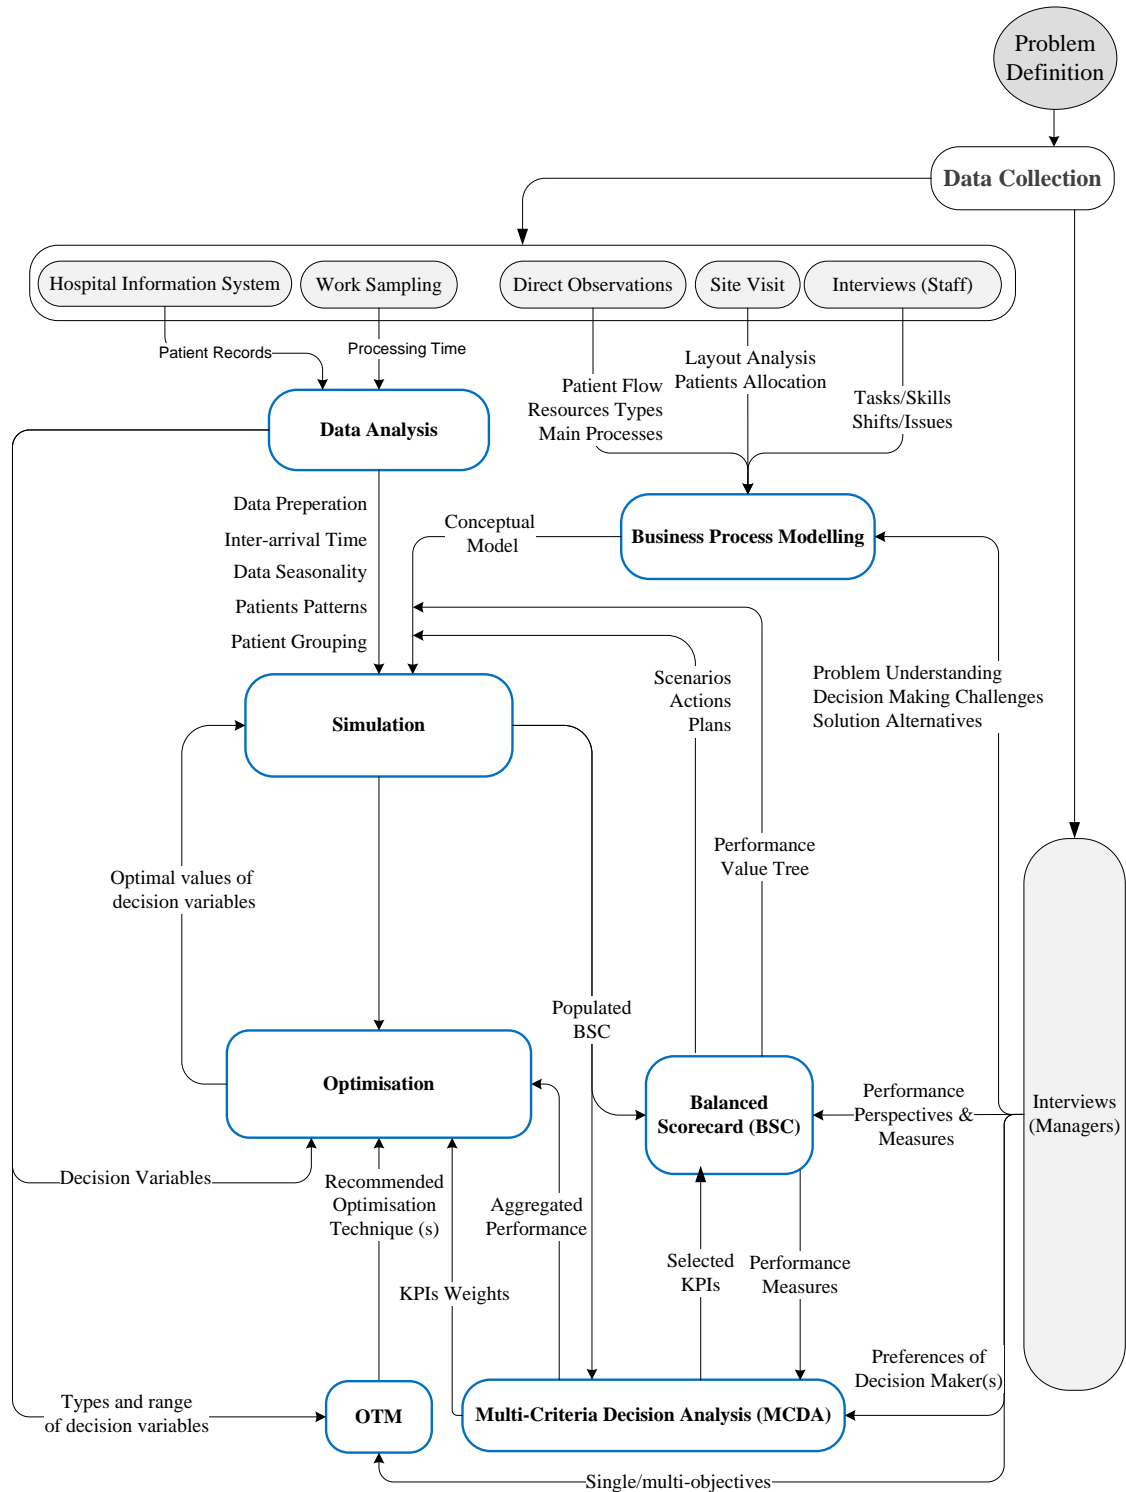 Problem
Definition
Data Collection
Hospital Information System
Work Sampling
Direct Observations
Site Visit
Interviews (Staff)
Patient Records
Processing Time
Layout Analysis
Patients Allocation
Patient Flow
Resources Types
Main Processes
Tasks/Skills
Shifts/Issues
Data Analysis
Data Preperation
Inter-arrival Time
Data Seasonality
Patients Patterns
Patient Grouping
Conceptual
Model
Business Process Modelling
Scenarios
Actions
Plans
Problem Understanding
Decision Making Challenges
Solution Alternatives
Simulation
Performance
Value Tree
Optimal values of
decision variables
Populated
BSC
Optimisation
Balanced
Scorecard (BSC)
Performance
Perspectives &
Measures
Interviews
(Managers)
Decision Variables
Recommended
Optimisation
Technique (s)
Aggregated
Performance
Selected
KPIs
Performance
Measures
KPIs Weights
Preferences of
Decision Maker(s)
Types and range
of decision variables
OTM
Multi-Criteria Decision Analysis (MCDA)
Single/multi-objectives